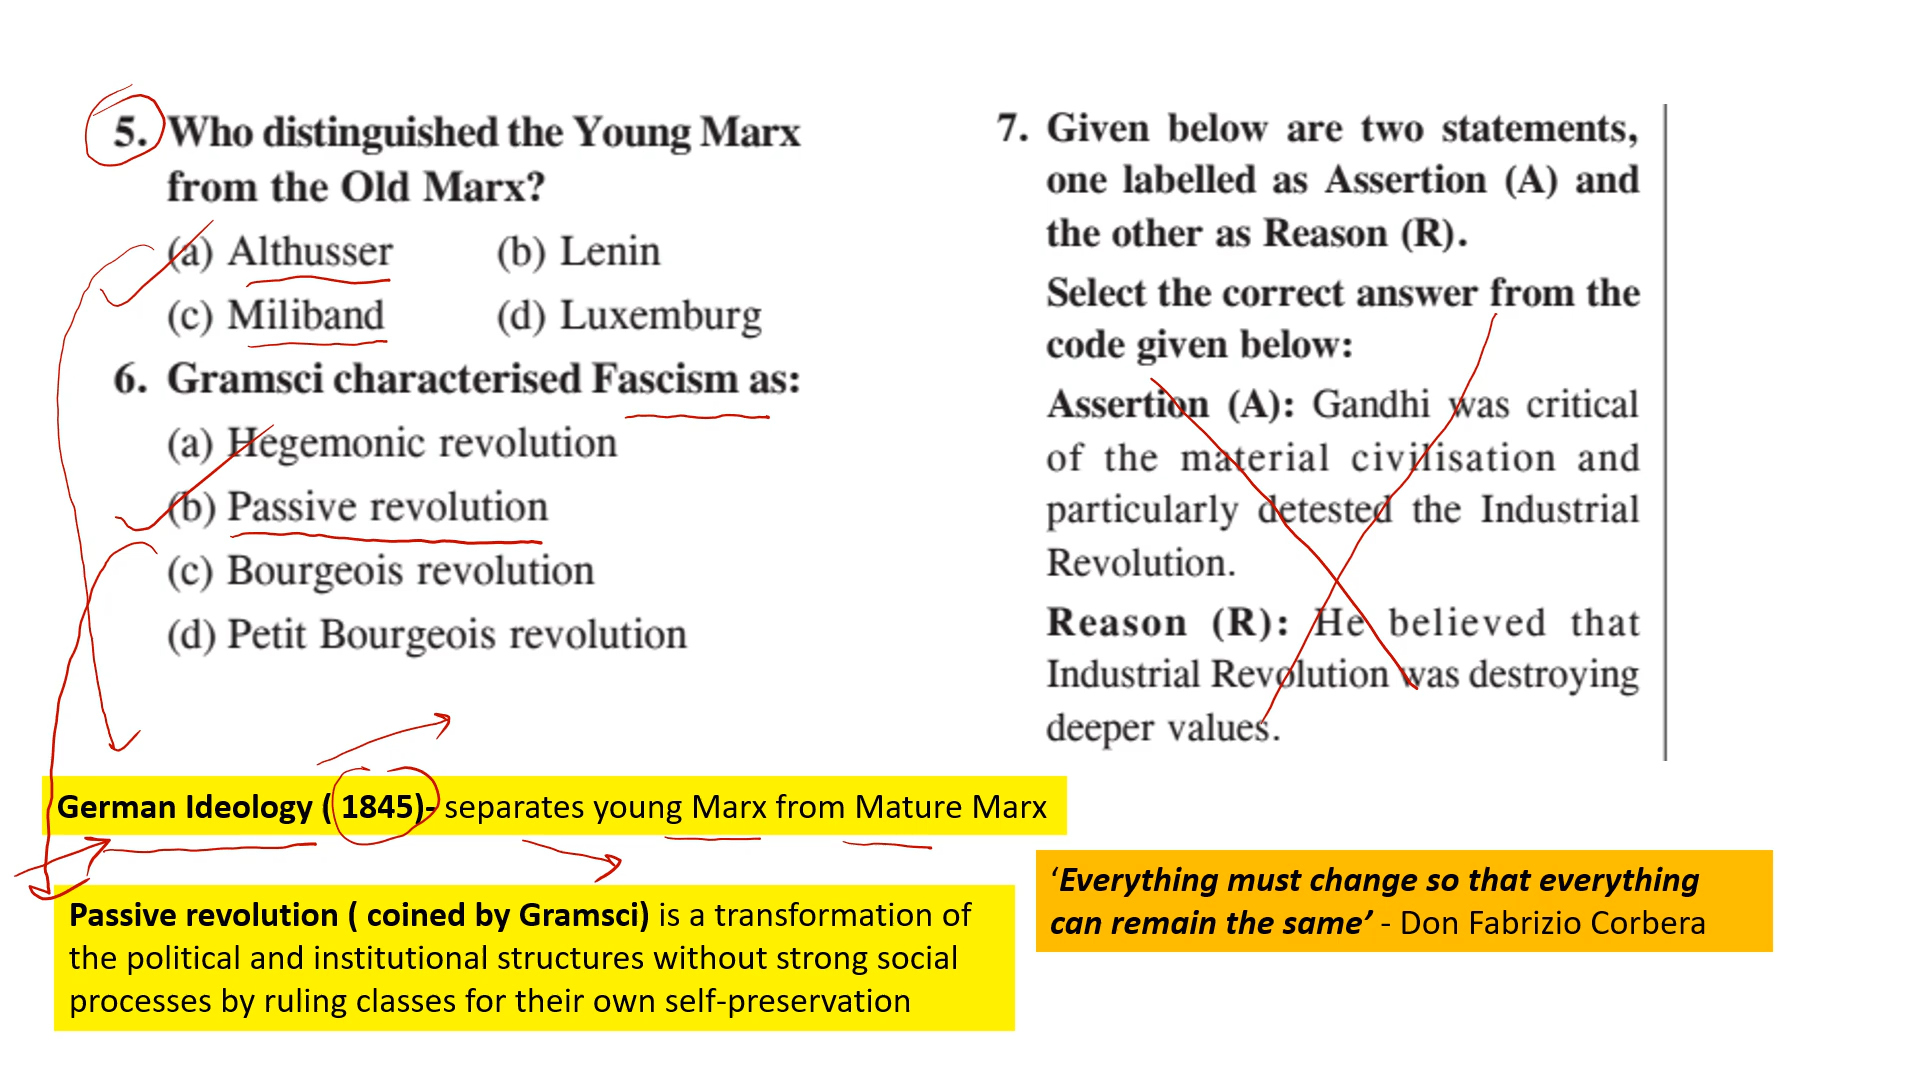 5. Who distinguished the Young Marx
from the Old Marx?
(a) Althusser (b) Lenin
(c) Miliband (d) Luxemburg
6. Gramsci characterised Fascism as:
(a) Hegemonic revolution
(b) Passive revolution
(c) Bourgeois revolution
(d) Petit Bourgeois revolution
7. Given below are two statements,
one labelled as Assertion (A) and
the other as Reason (R).
Select the correct answer from the
code given below:
Assertion (A): Gandhi was critical
of the material civilisation and
particularly detested the Industrial
Revolution.
Reason (R): He believed that
Industrial Revolution was destroying
deeper values.
German Ideology ( 1845)- separates young Marx from Mature Marx
Passive revolution ( coined by Gramsci) is a transformation of
the political and institutional structures without strong social
processes by ruling classes for their own self-preservation
‘Everything must change so that everything
can remain the same’ - Don Fabrizio Corbera